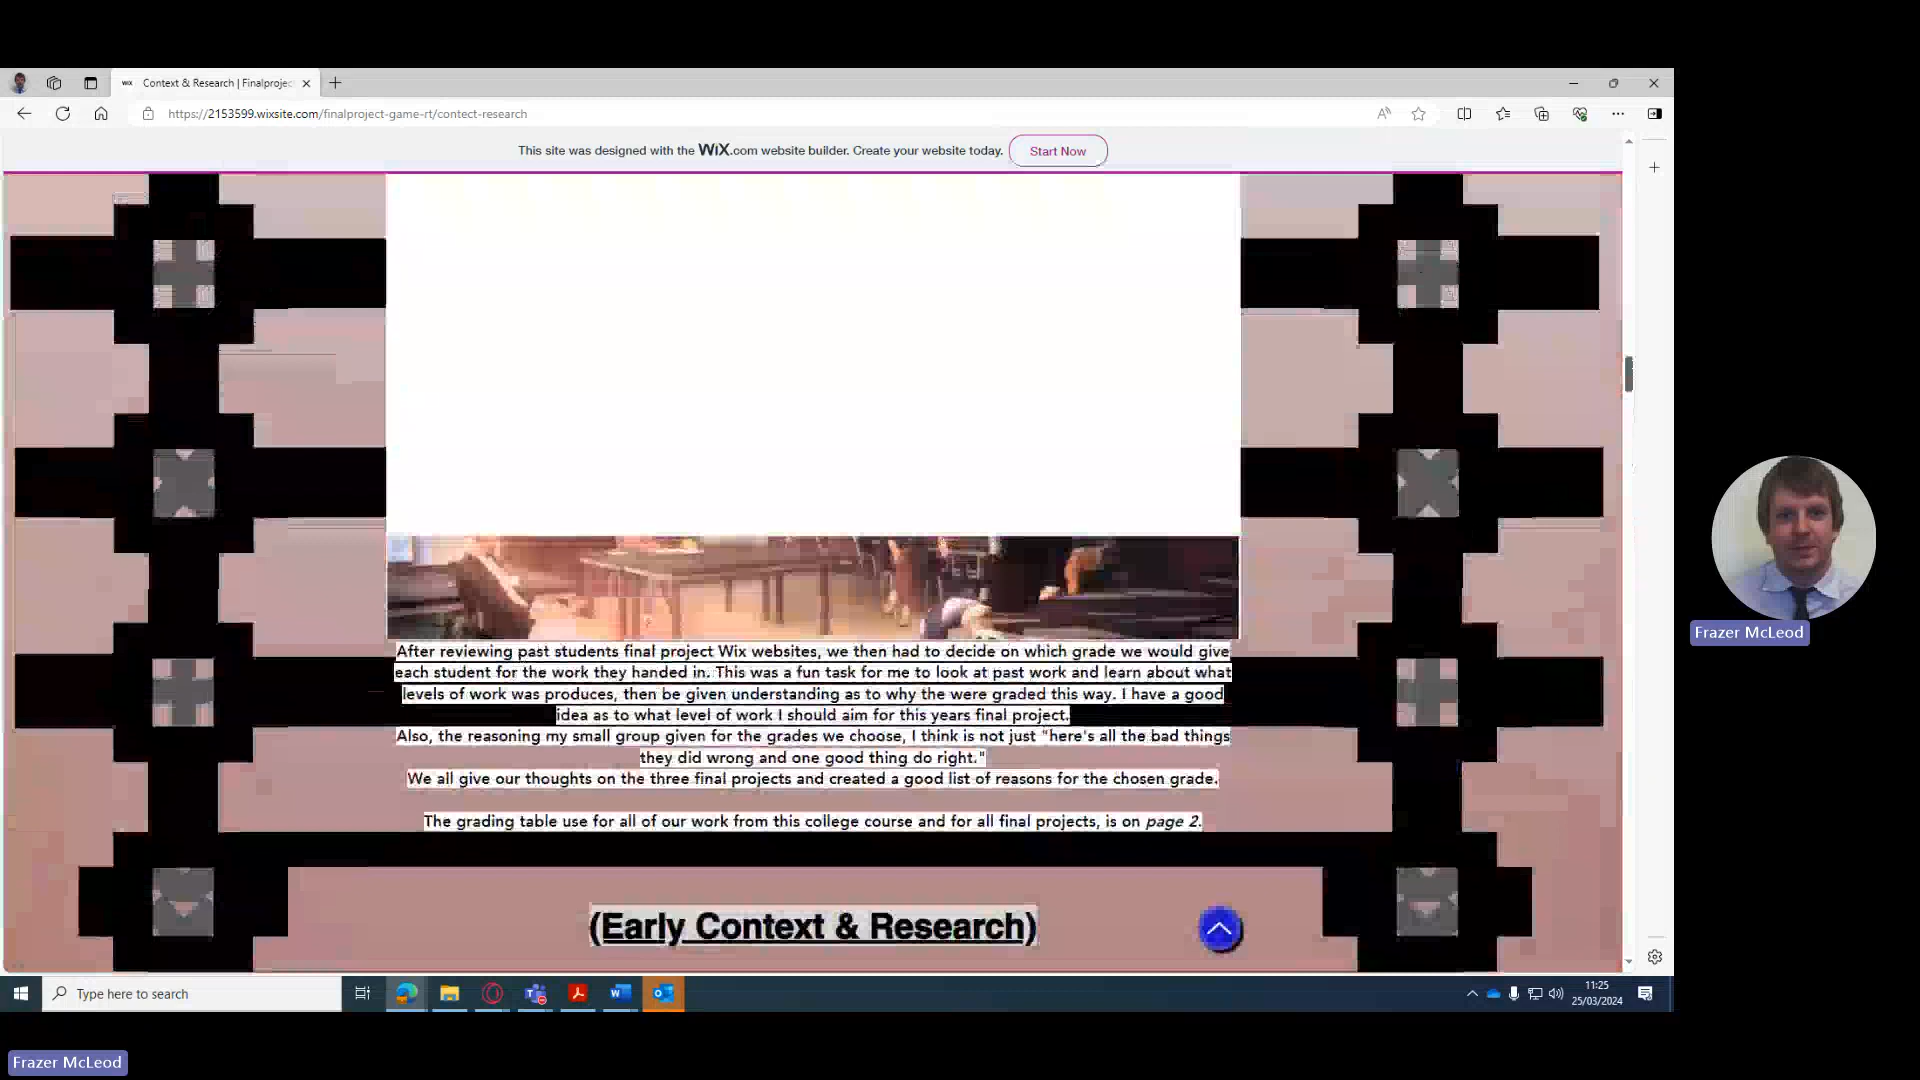 Context & Research | Finalprojec
https://2153599.wixsite.com/finalproject-game-rt/contect-research
This site was designed with the WiX.com website builder. Create your website today. Start Now
After reviewing past students final project Wix websites, we then had to decide on which grade we would give
each student for the work they handed in. This was a fun task for me to look at past work and learn about what
levels of work was produces, then be given understanding as to why the were graded this way. I have a good
idea as to what level of work I should aim for this years final project.
Also, the reasoning my small group given for the grades we choose, I think is not just "here's all the bad things
they did wrong and one good thing do right."
We all give our thoughts on the three final projects and created a good list of reasons for the chosen grade.
The grading table use for all of our work from this college course and for all final projects, is on page 2.
(Early Context & Research)
Type here to search
11:25
25/03/2024
Frazer McLeod
Frazer McLeod